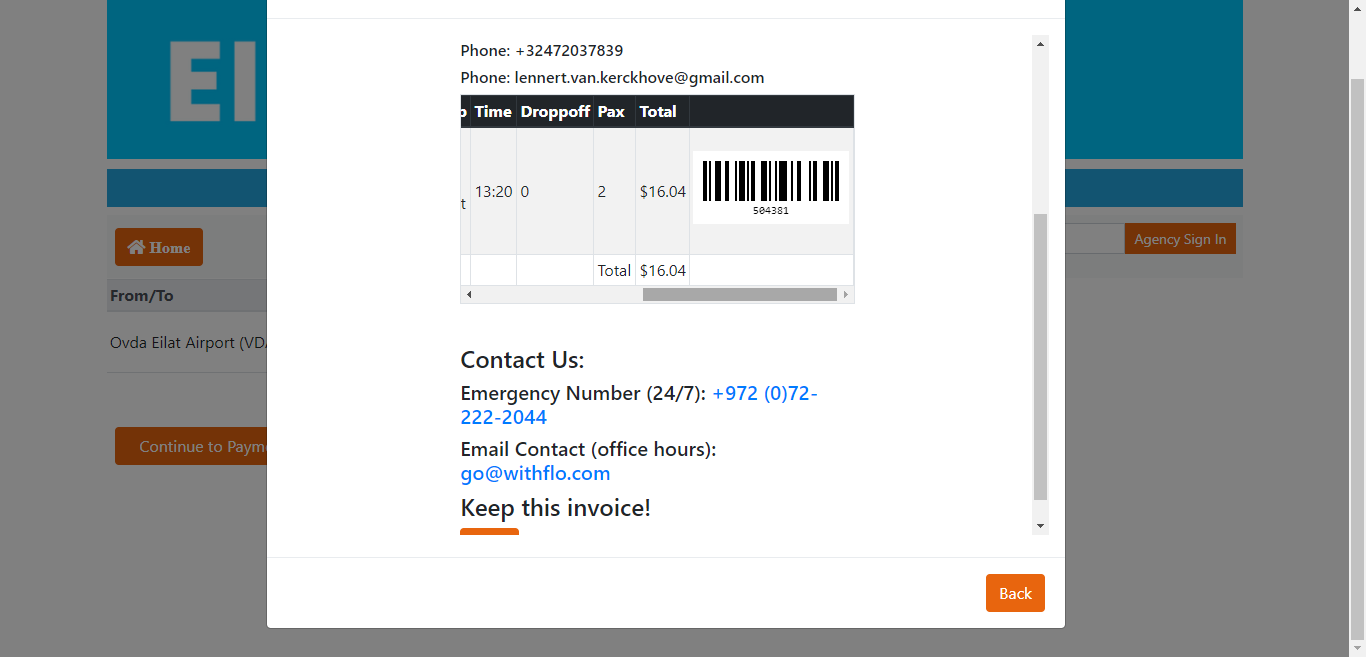 EI
Home
Agency Sign In
From/To
Ovda Eilat Airport (VDA
Continue to Payme
Phone: +32472037839
Phone: lennert.van.kerckhove@gmail.com
Time Droppoff Pax Total
t 13:20 0 2 $16.04
504381
Total $16.04
Contact Us:
Emergency Number (24/7): +972 (0)72-
222-2044
Email Contact (office hours):
go@withflo.com
Keep this invoice!
Back